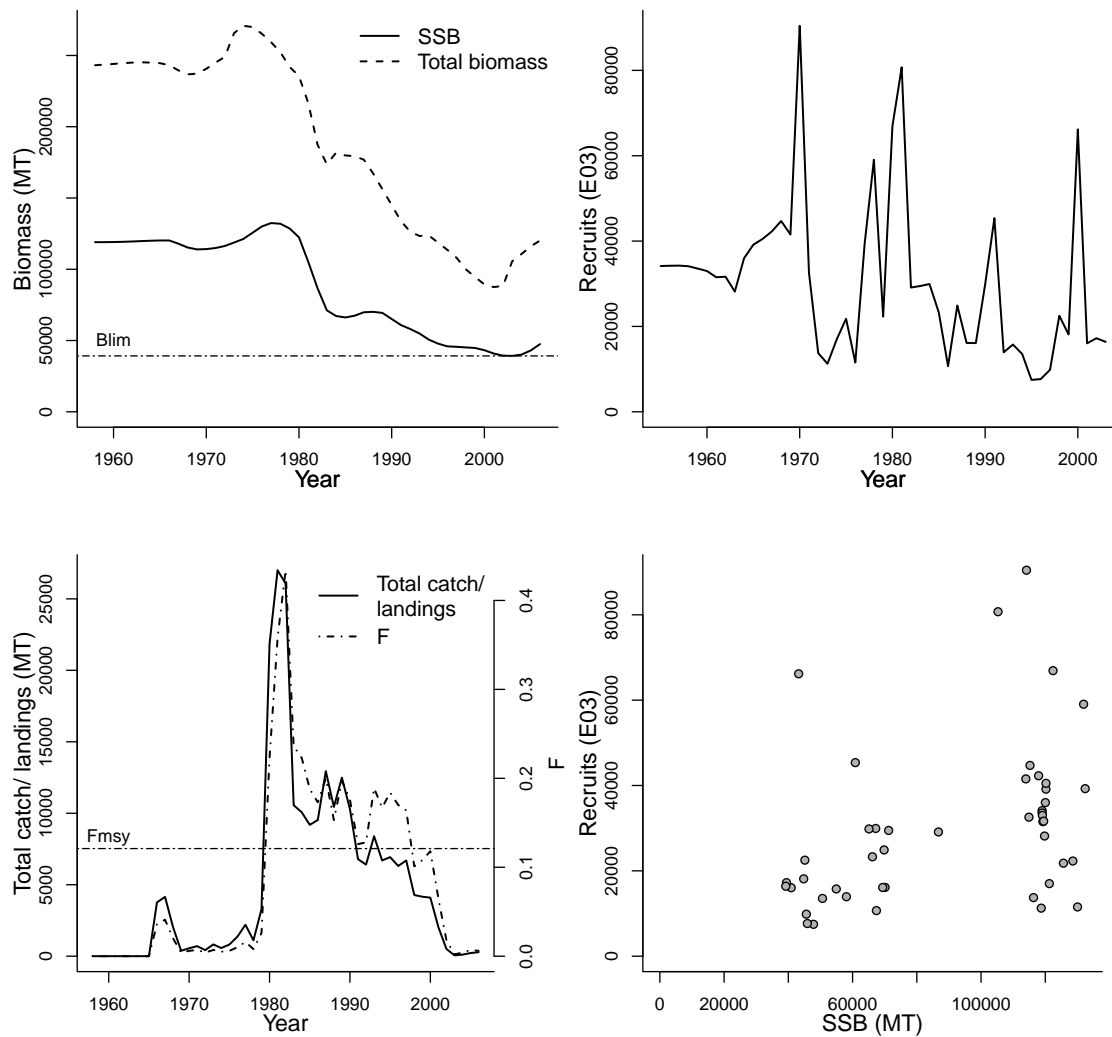 SSB
Total biomass
Biomass (MT)
0
50000
100000
200000
Blim
1960
1970
1980
1990
2000
Year
Recruits (E03)
0
20000
40000
60000
80000
1960
1970
1980
1990
2000
Year
Total catch/
landings
F
Total catch/ landings (MT)
0
5000
10000
15000
20000
25000
Fmsy
0.0
0.1
0.2
0.3
0.4
F
1960
1970
1980
1990
2000
Year
Recruits (E03)
0
20000
40000
60000
80000
0
20000
60000
100000
SSB (MT)